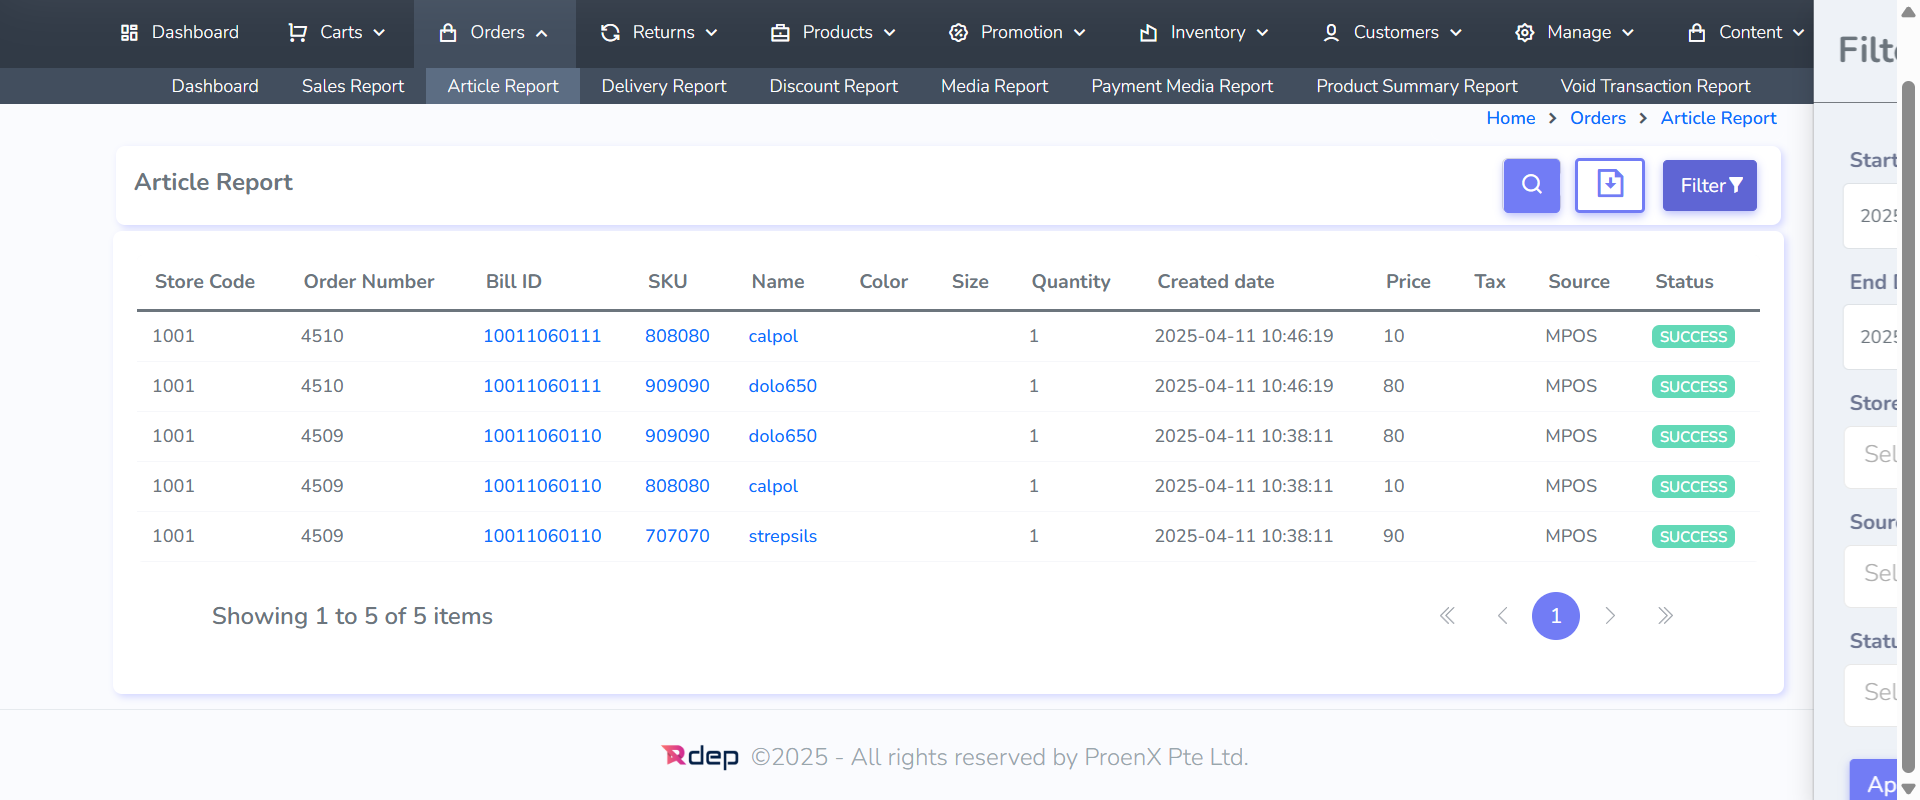 Dashboard Carts Orders Returns Products Promotion Inventory Customers Manage Content
Dashboard Sales Report Article Report Delivery Report Discount Report Media Report Payment Media Report Product Summary Report Void Transaction Report
Home > Orders > Article Report
Article Report
Filter
Store Code Order Number Bill ID SKU Name Color Size Quantity Created date Price Tax Source Status
1001 4510 10011060111 808080 calpol 1 2025-04-11 10:46:19 10 MPOS SUCCESS
1001 4510 10011060111 909090 dolo650 1 2025-04-11 10:46:19 80 MPOS SUCCESS
1001 4509 10011060110 909090 dolo650 1 2025-04-11 10:38:11 80 MPOS SUCCESS
1001 4509 10011060110 808080 calpol 1 2025-04-11 10:38:11 10 MPOS SUCCESS
1001 4509 10011060110 707070 strepsils 1 2025-04-11 10:38:11 90 MPOS SUCCESS
Showing 1 to 5 of 5 items
1
Rdep ©2025 - All rights reserved by ProenX Pte Ltd.
Start
2025
End
2025
Store
Sel
Sel
Sel
Ap